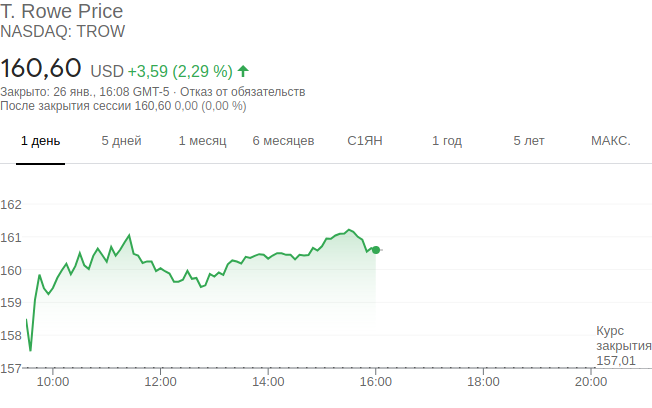 T. Rowe Price
NASDAQ: TROW
160,60 USD +3,59 (2,29 %)
Закрыто: 26 янв., 16:08 GMT-5 · Отказ от обязательств
После закрытия сессии 160,60 0,00 (0,00 %)
1 день 5 дней 1 месяц 6 месяцев С1ЯН 1 год 5 лет МАКС.
162
161
160
159
158
Курс
закрытия
157,01
157
10:00 12:00 14:00 16:00 18:00 20:00